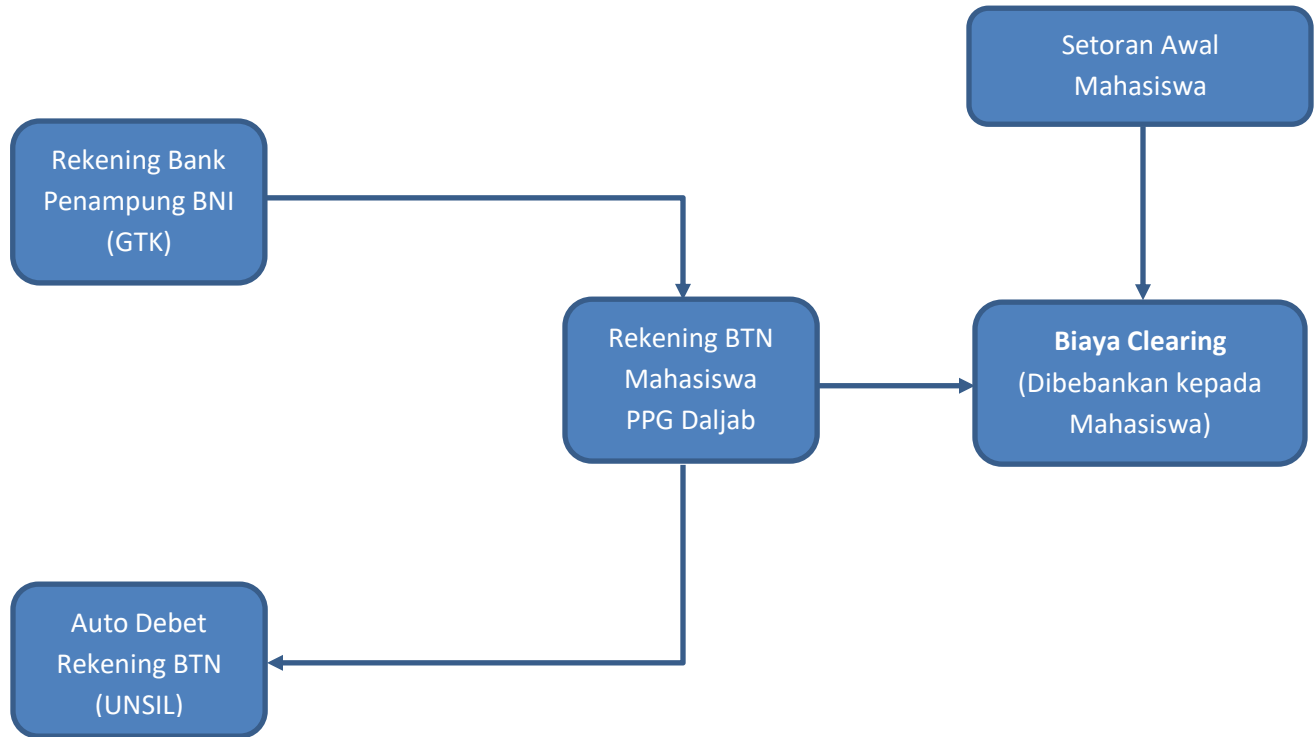 Setoran Awal
Mahasiswa
Rekening Bank
Penampung BNI
(GTK)
Rekening BTN
Mahasiswa
PPG Daljab
Biaya Clearing
(Dibebankan kepada
Mahasiswa)
Auto Debet
Rekening BTN
(UNSIL)